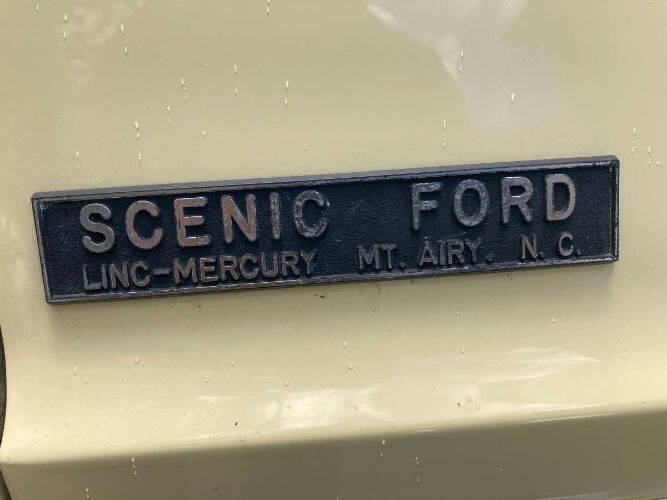 SCENIC FORD
LINC-MERCURY MT. AIRY. N. C.